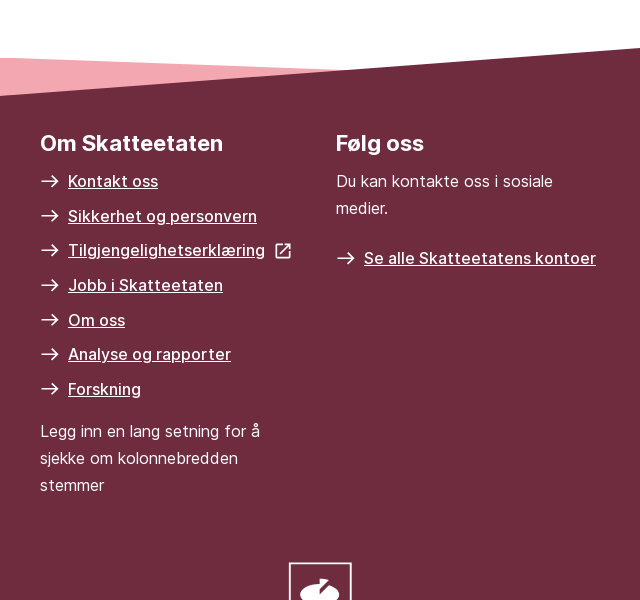 Om Skatteetaten
Kontakt oss
Sikkerhet og personvern
Tilgjengelighetserklæring
Jobb i Skatteetaten
Om oss
Analyse og rapporter
Forskning
Legg inn en lang setning for å
sjekke om kolonnebredden
stemmer
Følg oss
Du kan kontakte oss i sosiale
medier.
Se alle Skatteetatens kontoer